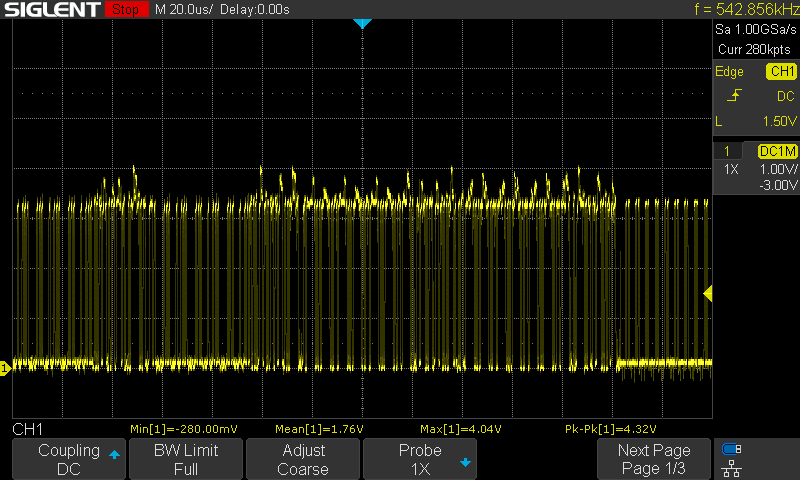 SIGLENT Stop M 20.0us/ Delay:0.00s f = 542.856kHz
Sa 1.00GSa/s
Curr 280kpts
Edge CH1
DC
L 1.50V
1 DC1M
1X 1.00V/
-3.00V
1
CH1 Min[1]=-280.00mV Mean[1]=1.76V Max[1]=4.04V Pk-Pk[1]=4.32V
Coupling BW Limit Adjust Probe Next Page
DC Full Coarse 1X Page 1/3